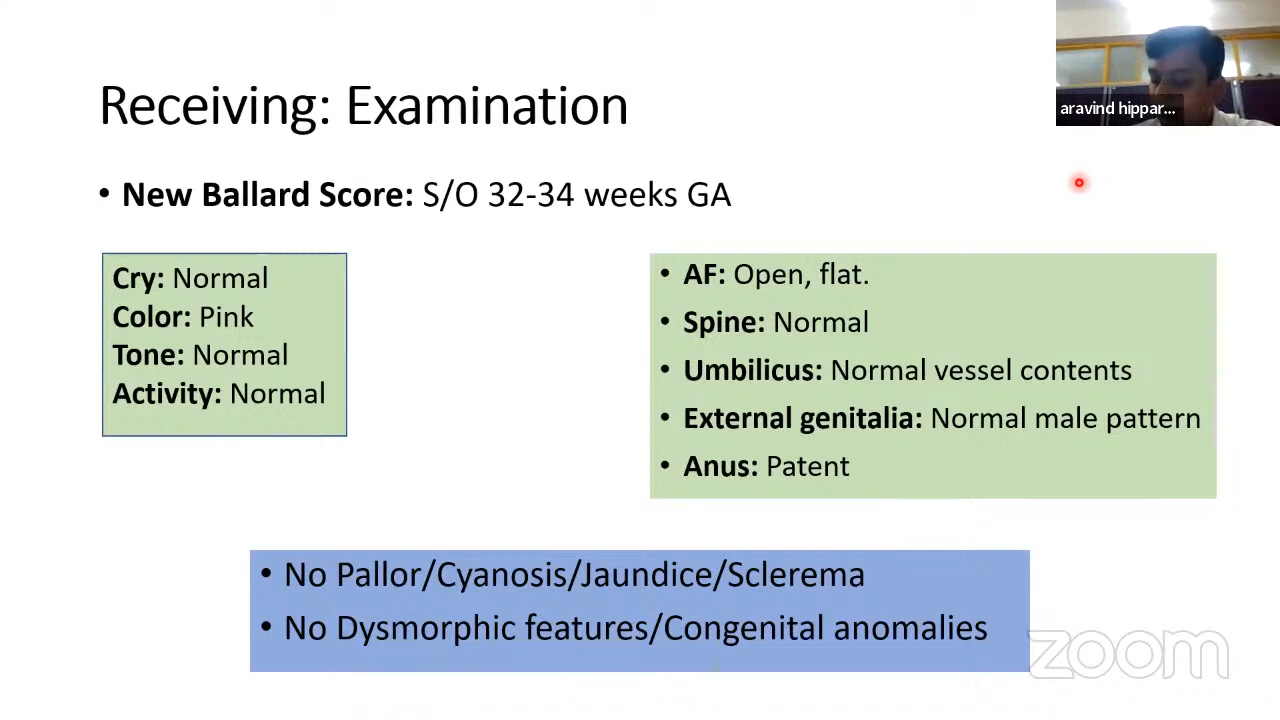 Receiving: Examination
aravind hippar...
• New Ballard Score: S/O 32-34 weeks GA
Cry: Normal
Color: Pink
Tone: Normal
Activity: Normal
• AF: Open, flat.
• Spine: Normal
• Umbilicus: Normal vessel contents
• External genitalia: Normal male pattern
• Anus: Patent
• No Pallor/Cyanosis/Jaundice/Sclerema
• No Dysmorphic features/Congenital anomalies
zoom